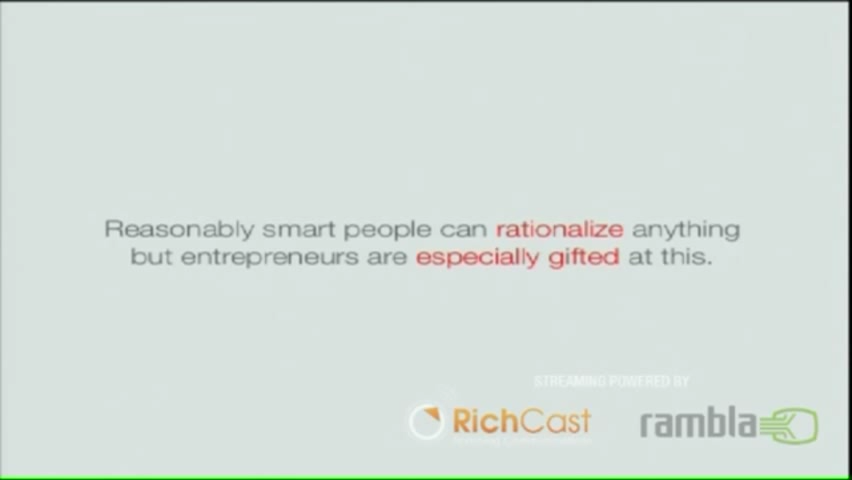 Reasonably smart people can rationalize anything
but entrepreneurs are especially gifted at this.
STREAMING POWERED BY
RichCast
rambla